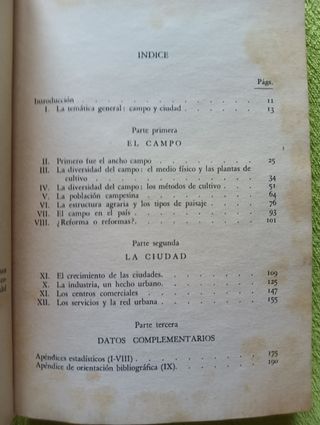 INDICE
Págs.
Introducción . . . . . . . . . . . 11
I. La temática general: campo y ciudad . . . . . 13
Parte primera
EL CAMPO
II. Primero fue el ancho campo . . . . . . 25
III. La diversidad del campo: el medio físico y las plantas de
cultivo . . . . . . . . . . . 34
IV. La diversidad del campo: los métodos de cultivo . . . 51
V. La población campesina . . . . . . . 64
VI. La estructura agraria y los tipos de paisaje . . . . 76
VII. El campo en el país . . . . . . . . 93
VIII. ¿Reforma o reformas?. . . . . . . . 101
Parte segunda
LA CIUDAD
XI. El crecimiento de las ciudades. . . . . . . 109
X. La industria, un hecho urbano. . . . . . . 125
XI. Los centros comerciales . . . . . . . 147
XII. Los servicios y la red urbana . . . . . . 155
Parte tercera
DATOS COMPLEMENTARIOS
Apéndices estadísticos (I-VIII) . . . . . . . 175
Apéndice de orientación bibliográfica (IX). . . . . . 190